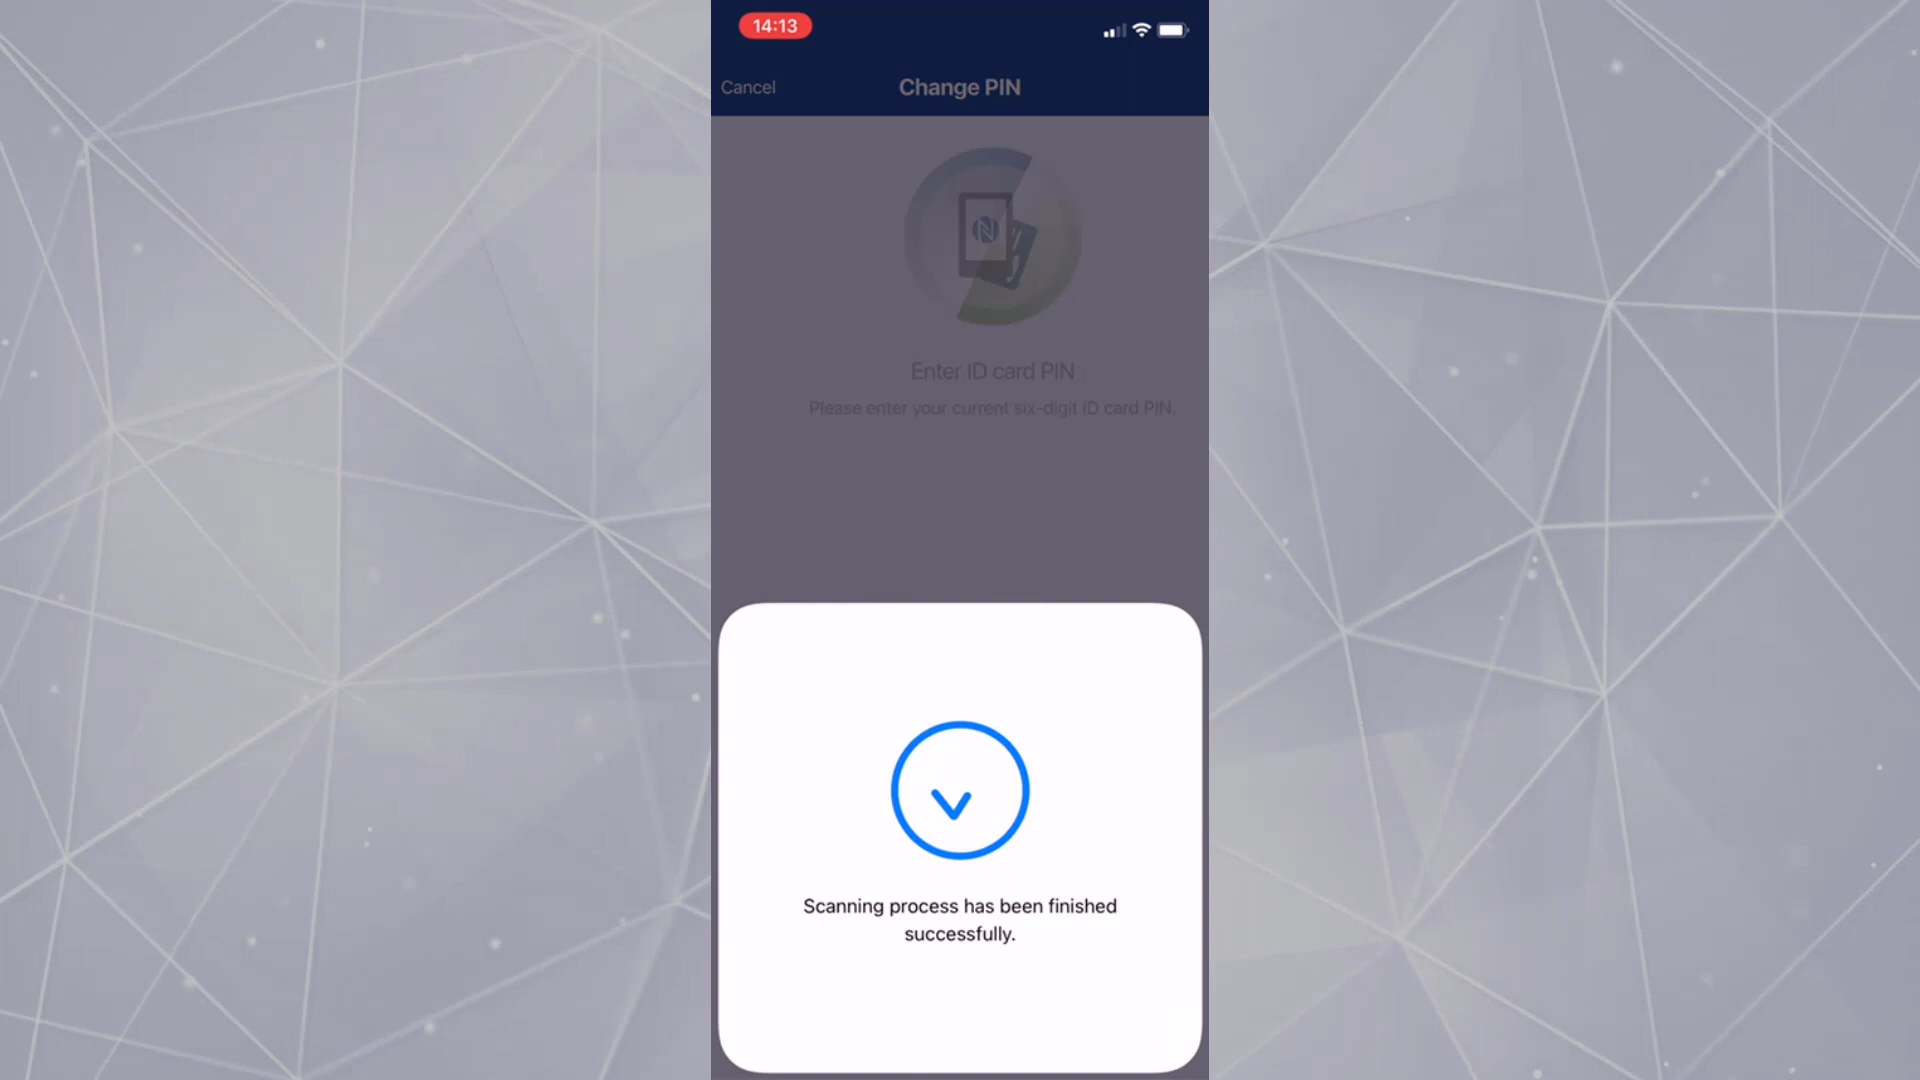 14:13
Cancel
Change PIN
Enter ID card PIN
Please enter your current six-digit ID card PIN.
Scanning process has been finished
successfully.